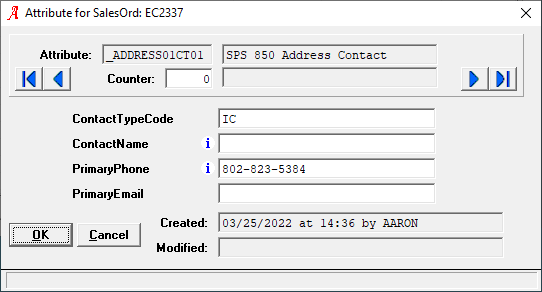 Attribute for SalesOrd: EC2337
Attribute: _ADDRESS01CT01 SPS 850 Address Contact
Counter: 0
ContactTypeCode IC
ContactName i
PrimaryPhone i 802-823-5384
PrimaryEmail
Created: 03/25/2022 at 14:36 by AARON
OK Cancel
Modified: